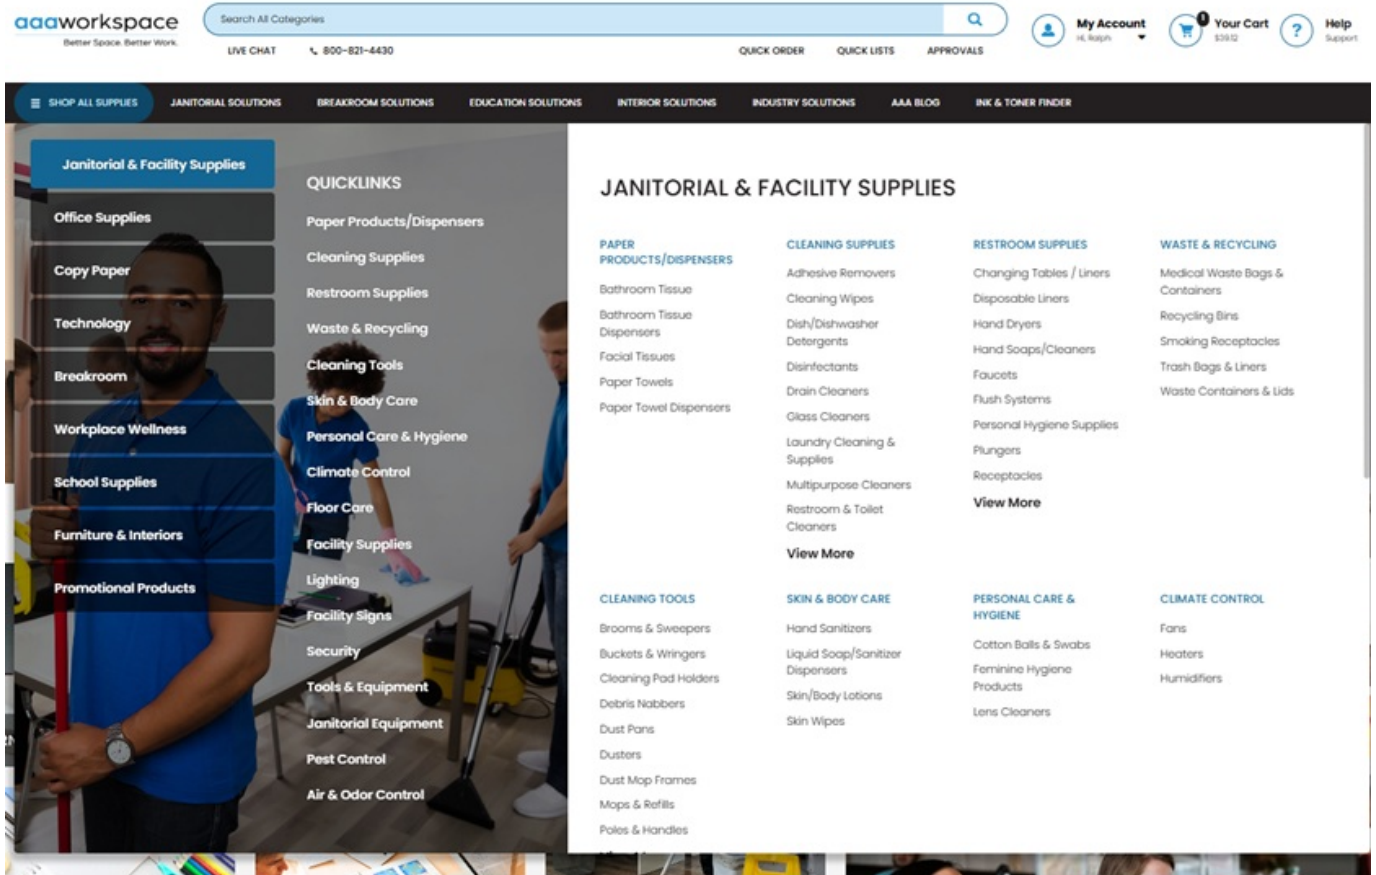 aaaworkspace
Better Space. Better Work.
Search All Categories
LIVE CHAT
800-821-4430
QUICK ORDER
QUICK LISTS
APPROVALS
My Account
Hi, Ralph
0
Your Cart
$39.12
?
Help
Support
SHOP ALL SUPPLIES
JANITORIAL SOLUTIONS
BREAKROOM SOLUTIONS
EDUCATION SOLUTIONS
INTERIOR SOLUTIONS
INDUSTRY SOLUTIONS
AAA BLOG
INK & TONER FINDER
Janitorial & Facility Supplies
Office Supplies
Copy Paper
Technology
Breakroom
Workplace Wellness
School Supplies
Furniture & Interiors
Promotional Products
QUICKLINKS
Paper Products/Dispensers
Cleaning Supplies
Restroom Supplies
Waste & Recycling
Cleaning Tools
Skin & Body Care
Personal Care & Hygiene
Climate Control
Floor Care
Facility Supplies
Lighting
Facility Signs
Security
Tools & Equipment
Janitorial Equipment
Pest Control
Air & Odor Control
JANITORIAL & FACILITY SUPPLIES
PAPER
PRODUCTS/DISPENSERS
Bathroom Tissue
Bathroom Tissue
Dispensers
Facial Tissues
Paper Towels
Paper Towel Dispensers
CLEANING SUPPLIES
Adhesive Removers
Cleaning Wipes
Dish/Dishwasher
Detergents
Disinfectants
Drain Cleaners
Glass Cleaners
Laundry Cleaning &
Supplies
Multipurpose Cleaners
Restroom & Toilet
Cleaners
View More
RESTROOM SUPPLIES
Changing Tables / Liners
Disposable Liners
Hand Dryers
Hand Soaps/Cleaners
Faucets
Flush Systems
Personal Hygiene Supplies
Plungers
Receptacles
View More
WASTE & RECYCLING
Medical Waste Bags &
Containers
Recycling Bins
Smoking Receptacles
Trash Bags & Liners
Waste Containers & Lids
CLEANING TOOLS
Brooms & Sweepers
Buckets & Wringers
Cleaning Pad Holders
Debris Nabbers
Dust Pans
Dusters
Dust Mop Frames
Mops & Refills
Poles & Handles
SKIN & BODY CARE
Hand Sanitizers
Liquid Soap/Sanitizer
Dispensers
Skin/Body Lotions
Skin Wipes
PERSONAL CARE &
HYGIENE
Cotton Balls & Swabs
Feminine Hygiene
Products
Lens Cleaners
CLIMATE CONTROL
Fans
Heaters
Humidifiers